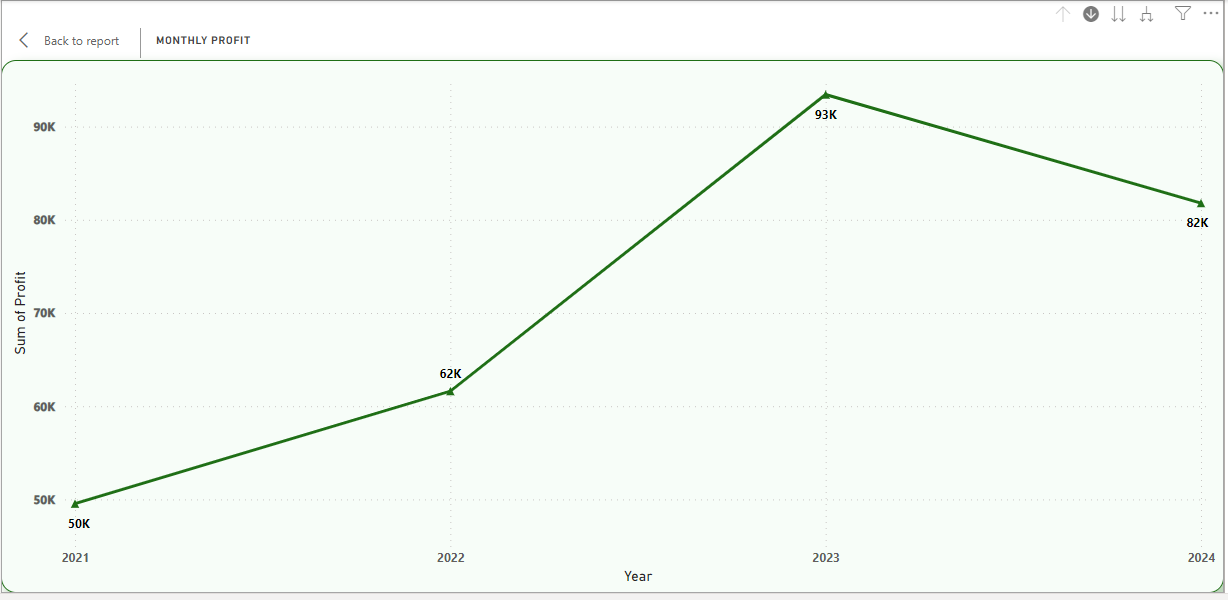 Back to report
MONTHLY PROFIT
90K
80K
70K
60K
50K
Sum of Profit
50K
62K
93K
82K
2021 2022 2023 2024
Year